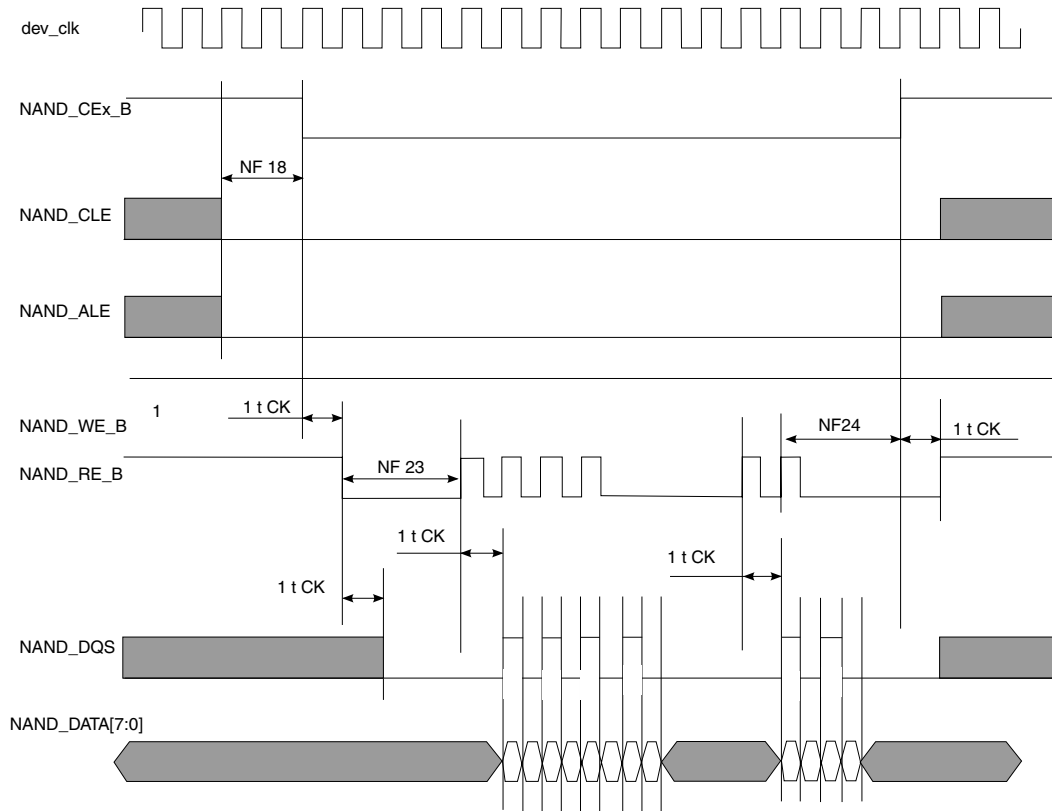 dev_clk
NAND_CEx_B
NF 18
NAND_CLE
NAND_ALE
1
1 t CK
NAND_WE_B
NF24
1 t CK
NF 23
NAND_RE_B
1 t CK
1 t CK
1 t CK
NAND_DQS
NAND_DATA[7:0]